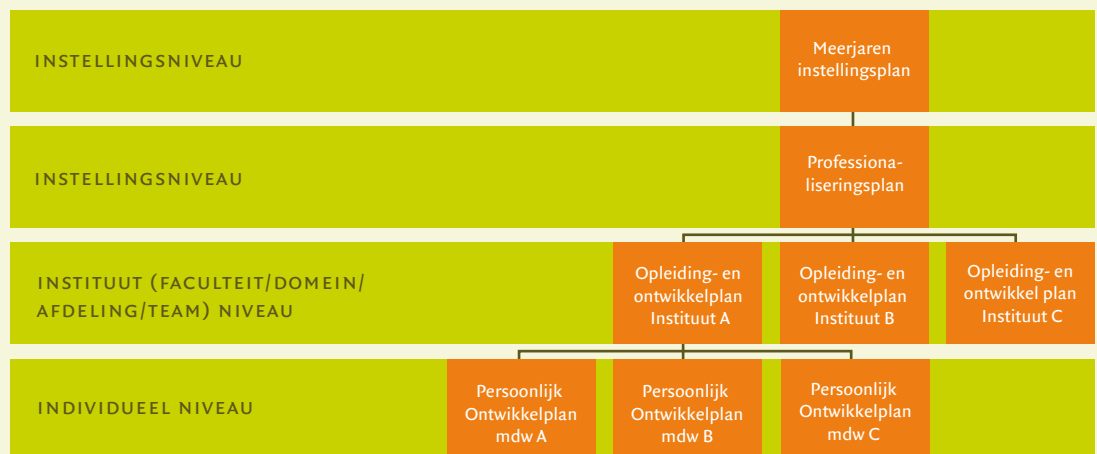 INSTELLINGSNIVEAU
Meerjaren
instellingsplan
INSTELLINGSNIVEAU
Professiona-
liseringsplan
INSTITUUT (FACULTEIT/DOMEIN/
AFDELING/TEAM) NIVEAU
Opleiding- en
ontwikkelplan
Instituut A
Opleiding- en
ontwikkelplan
Instituut B
Opleiding- en
ontwikkel plan
Instituut C
INDIVIDUEEL NIVEAU
Persoonlijk
Ontwikkelplan
mdw A
Persoonlijk
Ontwikkelplan
mdw B
Persoonlijk
Ontwikkelplan
mdw C